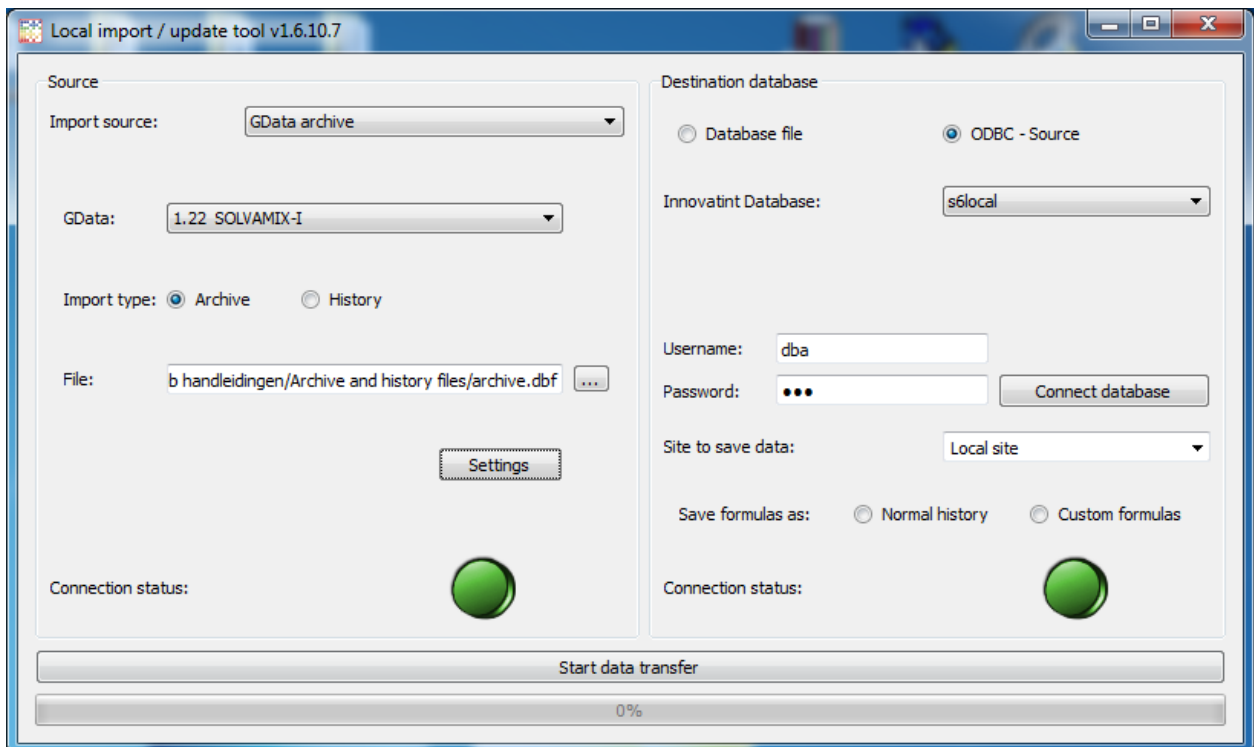 Local import / update tool v1.6.10.7
Source
Import source:
GData archive
GData:
1.22 SOLVAMIX-I
Import type:
Archive
History
File:
b handleidingen/Archive and history files/archive.dbf
...
Settings
Connection status:
Destination database
Database file
ODBC - Source
Innovatint Database:
s6local
Username:
dba
Password:
●●●
Connect database
Site to save data:
Local site
Save formulas as:
Normal history
Custom formulas
Connection status:
Start data transfer
0%